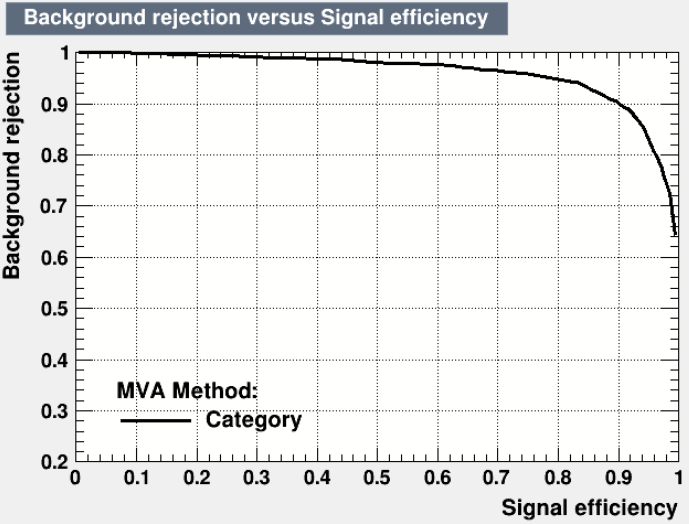 Background rejection versus Signal efficiency
Background rejection
1
0.9
0.8
0.7
0.6
0.5
0.4
0.3
0.2
MVA Method:
Category
0 0.1 0.2 0.3 0.4 0.5 0.6 0.7 0.8 0.9 1
Signal efficiency